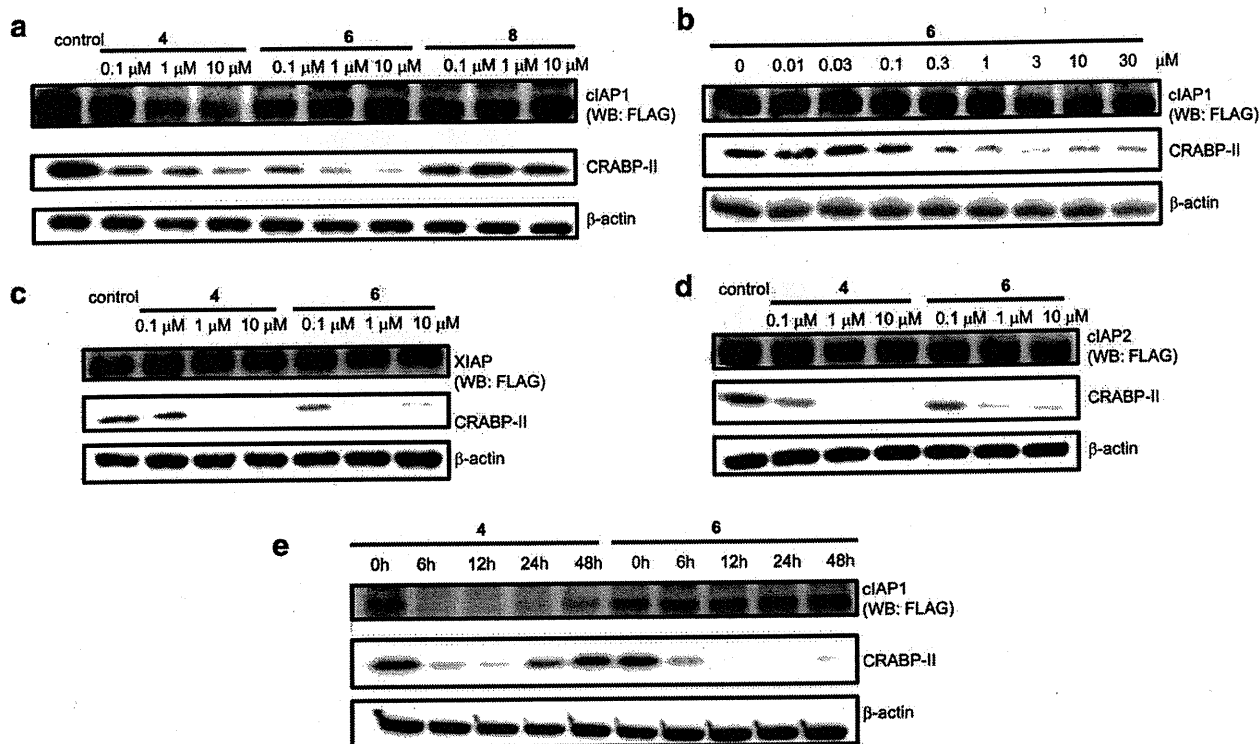 a
control 4 6 8
0.1 μM 1 μM 10 μM 0.1 μM 1 μM 10 μM 0.1 μM 1 μM 10 μM
cIAP1
(WB: FLAG)
CRABP-II
β-actin
b
6
0 0.01 0.03 0.1 0.3 1 3 10 30 μM
cIAP1
(WB: FLAG)
CRABP-II
β-actin
c
control 4 6
0.1 μM 1 μM 10 μM 0.1 μM 1 μM 10 μM
XIAP
(WB: FLAG)
CRABP-II
β-actin
d
control 4 6
0.1 μM 1 μM 10 μM 0.1 μM 1 μM 10 μM
cIAP2
(WB: FLAG)
CRABP-II
β-actin
e
4 6
0h 6h 12h 24h 48h 0h 6h 12h 24h 48h
cIAP1
(WB: FLAG)
CRABP-II
β-actin